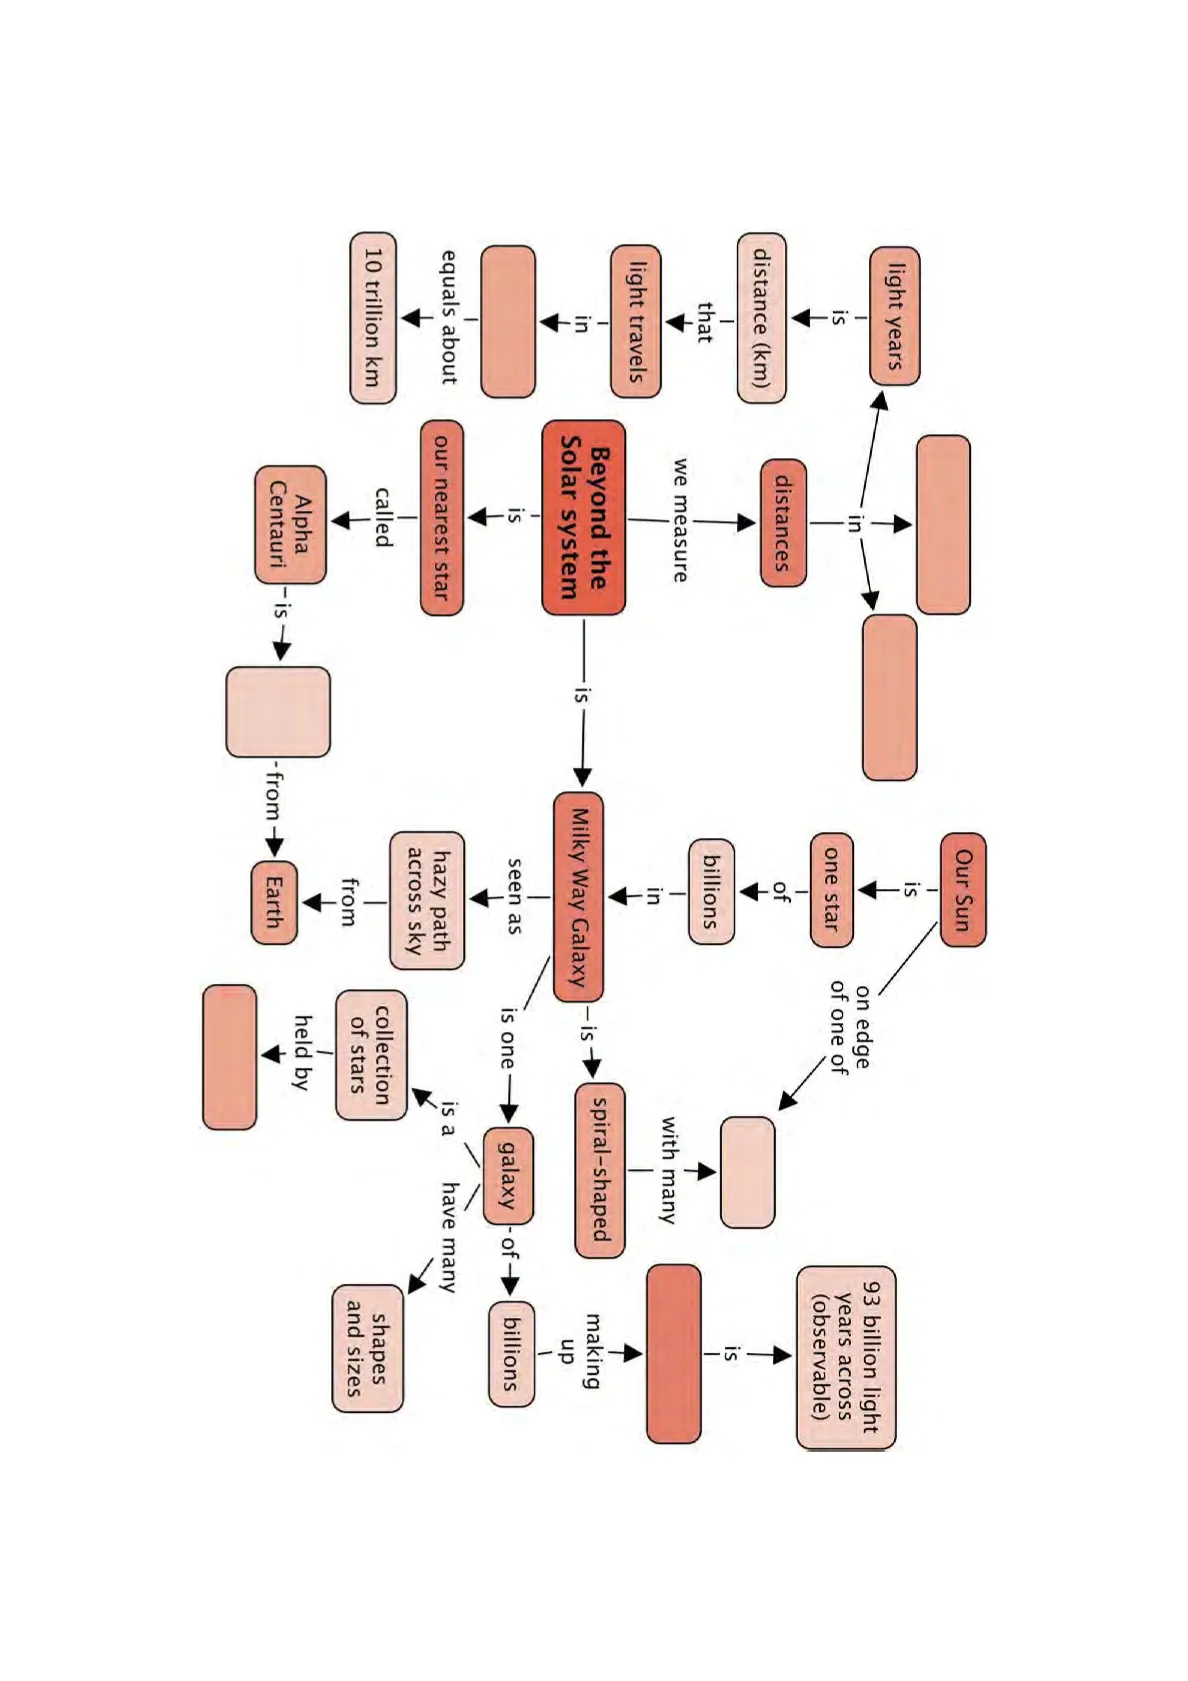 light years
is
distance (km)
that
light travels
in
equals about
10 trillion km
in
distances
we measure
Beyond the
Solar system
is
our nearest star
called
Alpha
Centauri
is
from
Earth
is
Our Sun
is
one star
of
billions
in
Milky Way Galaxy
seen as
hazy path
across sky
from
on edge
of one of
is
spiral-shaped
with many
is one
galaxy
is a
collection
of stars
held by
have many
shapes
and sizes
of
billions
making
up
is
93 billion light
years across
(observable)